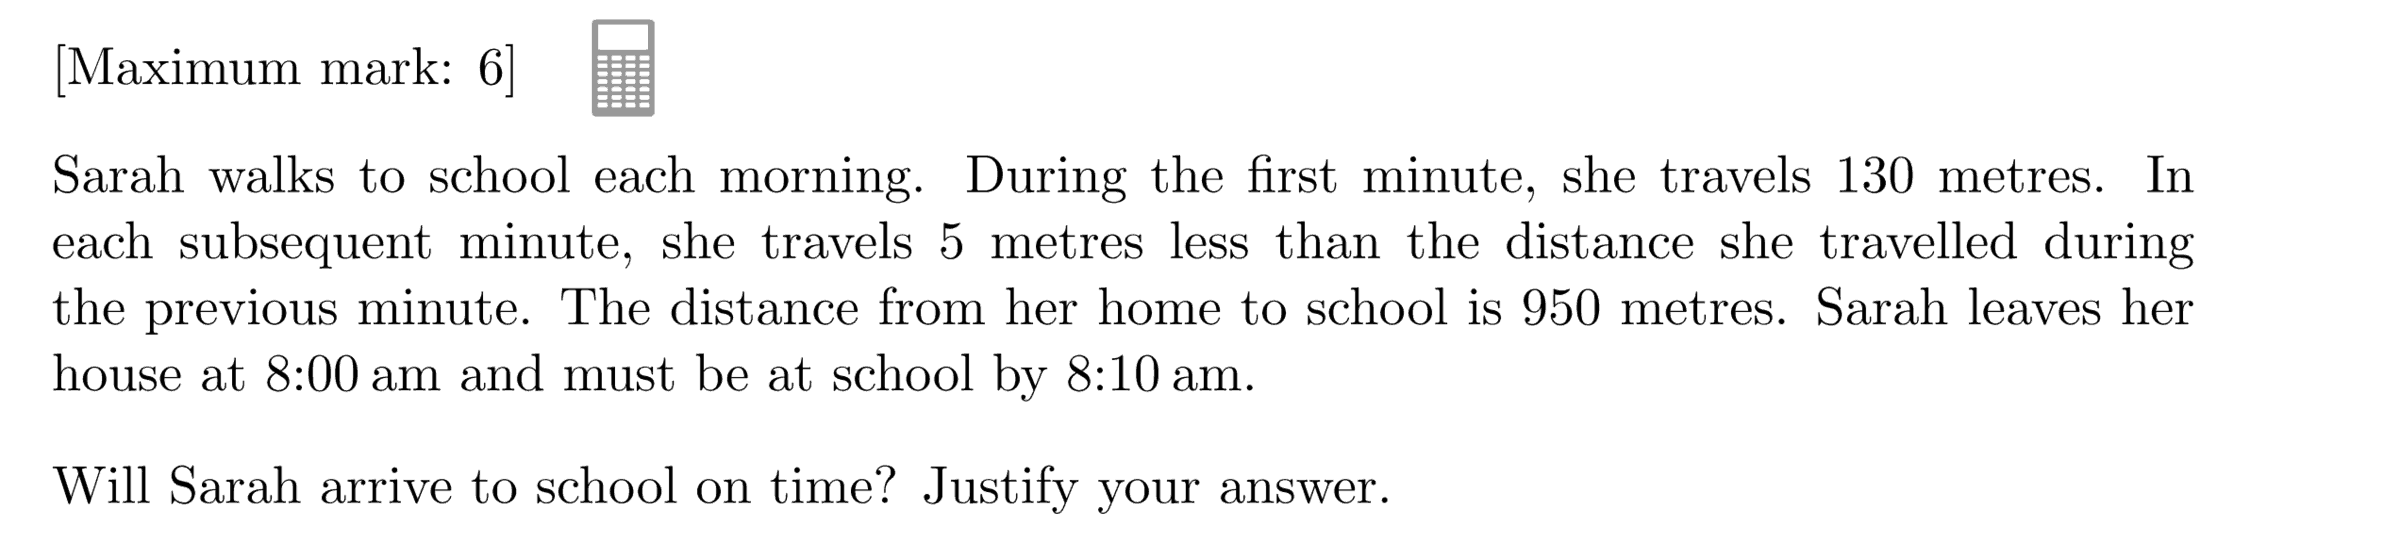 [Maximum mark: 6]
Sarah walks to school each morning. During the first minute, she travels 130 metres. In
each subsequent minute, she travels 5 metres less than the distance she travelled during
the previous minute. The distance from her home to school is 950 metres. Sarah leaves her
house at 8:00 am and must be at school by 8:10 am.
Will Sarah arrive to school on time? Justify your answer.